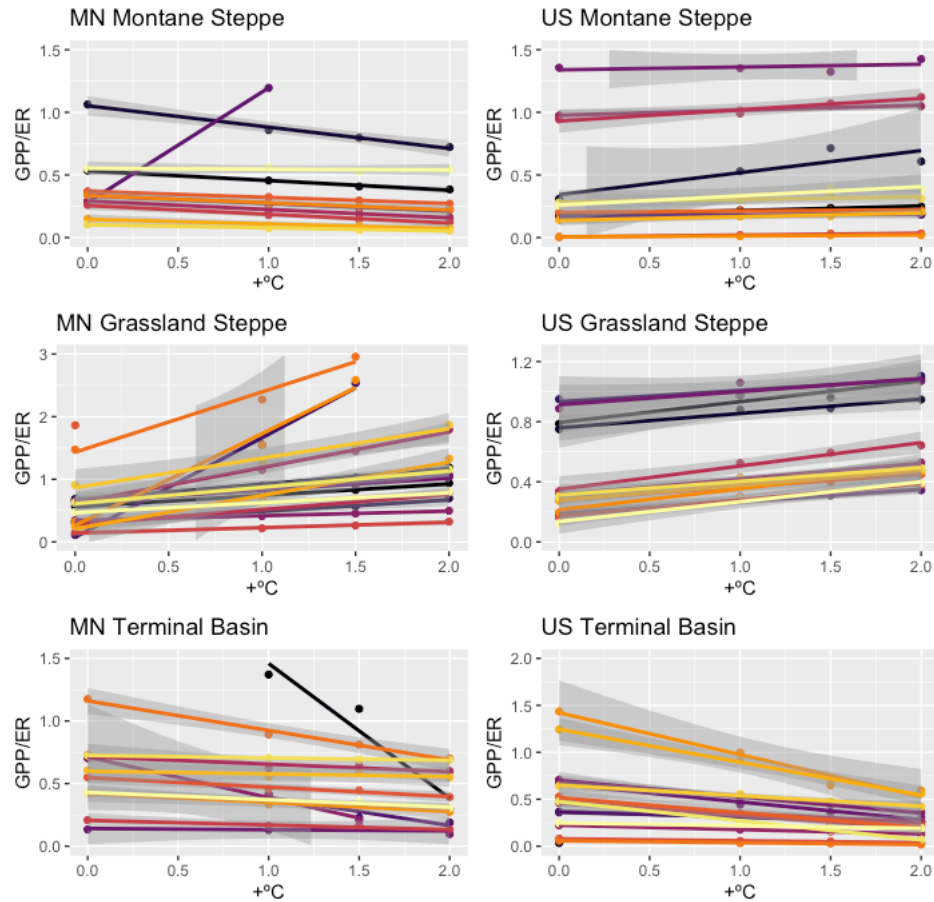 MN Montane Steppe
US Montane Steppe
GPP/ER
1.5
1.0
0.5
0.0
0.0 0.5 1.0 1.5 2.0
+ºC
GPP/ER
1.5
1.0
0.5
0.0
0.0 0.5 1.0 1.5 2.0
+ºC
MN Grassland Steppe
US Grassland Steppe
GPP/ER
3
2
1
0
0.0 0.5 1.0 1.5 2.0
+ºC
GPP/ER
1.2
0.8
0.4
0.0
0.0 0.5 1.0 1.5 2.0
+ºC
MN Terminal Basin
US Terminal Basin
GPP/ER
1.5
1.0
0.5
0.0
0.0 0.5 1.0 1.5 2.0
+ºC
GPP/ER
2.0
1.5
1.0
0.5
0.0
0.0 0.5 1.0 1.5 2.0
+ºC